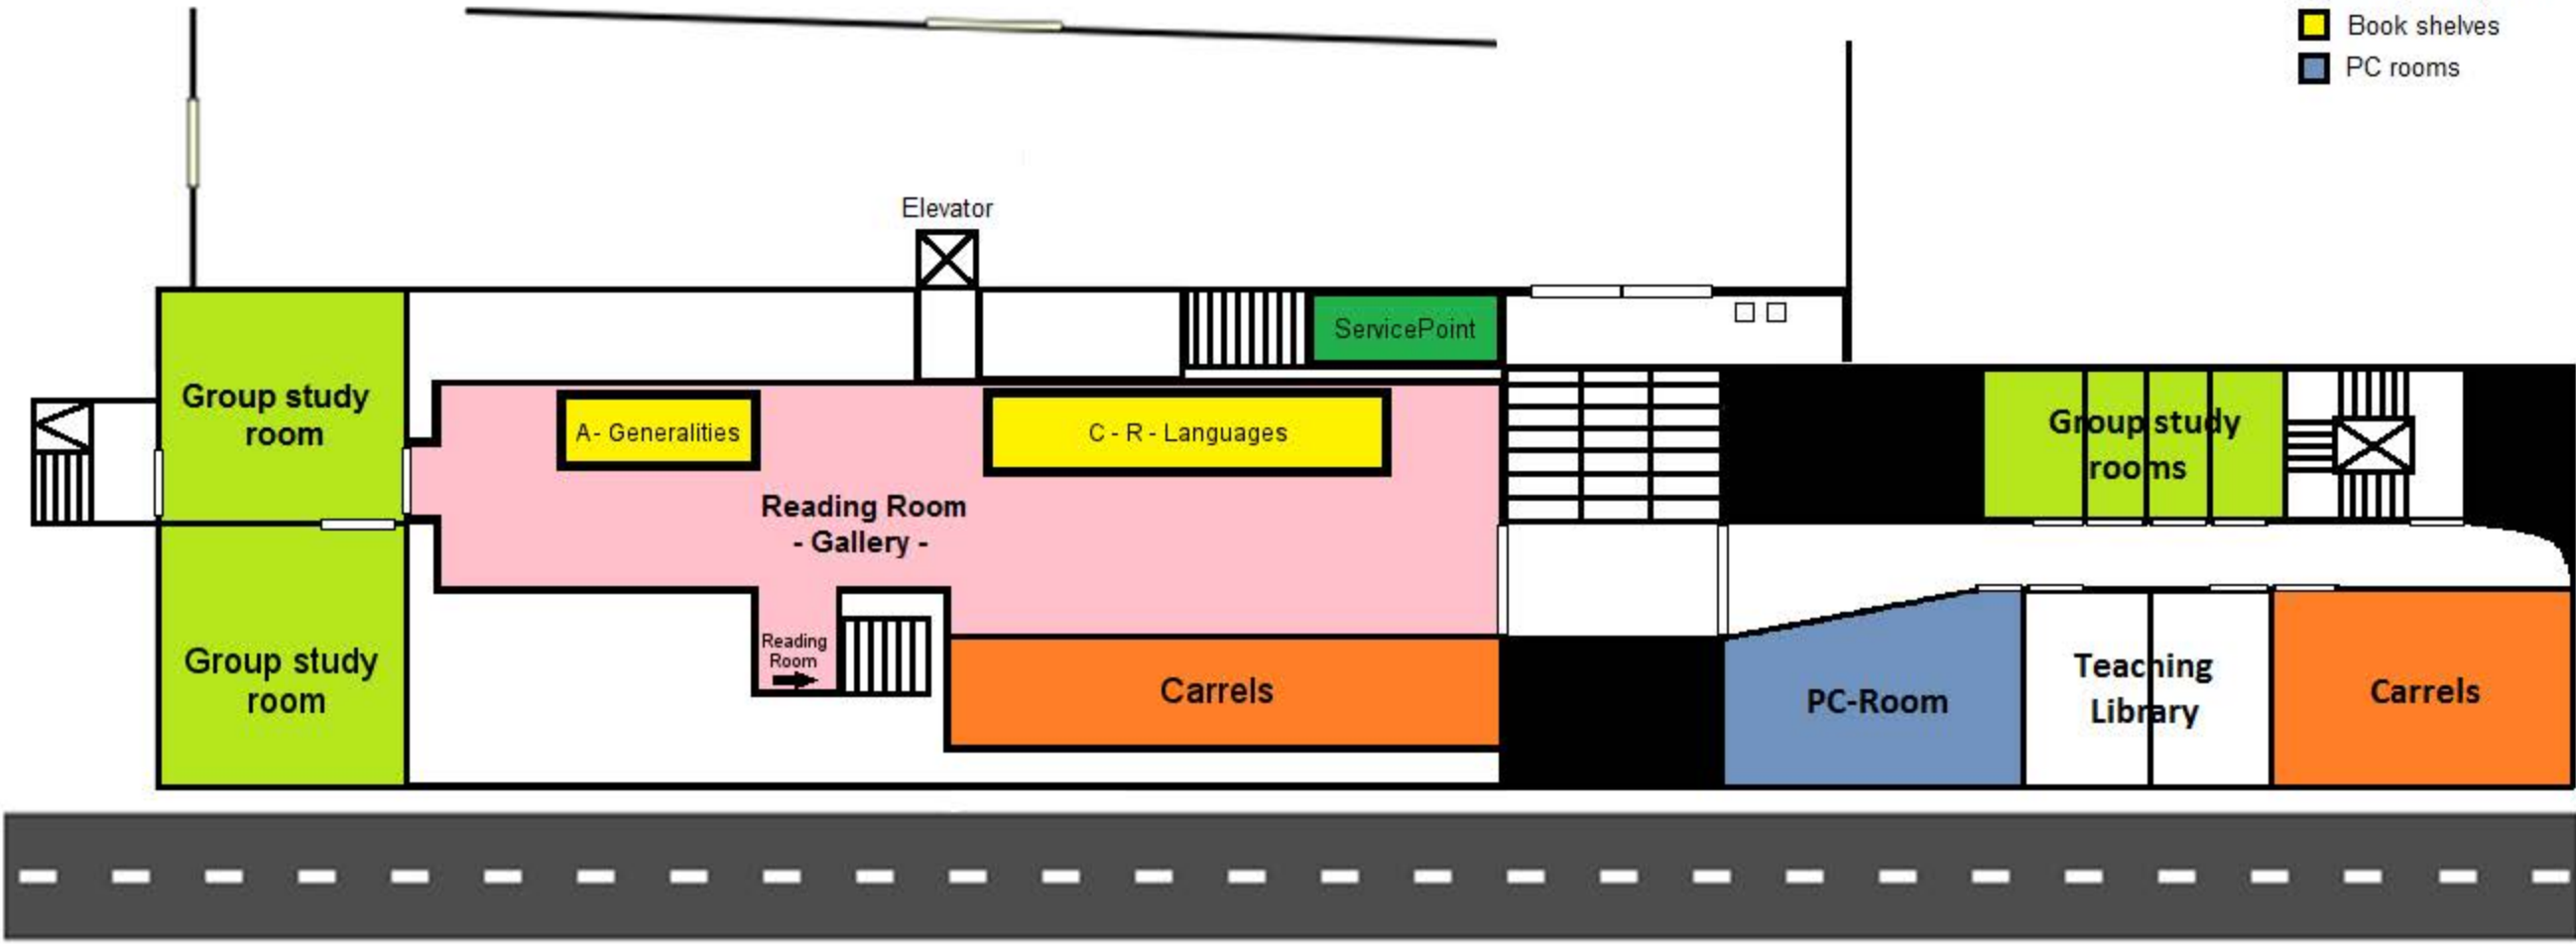 Book shelves
PC rooms
Elevator
ServicePoint
Group study
room
A- Generalities
C - R - Languages
Group study
rooms
Reading Room
- Gallery -
Group study
room
Reading
Room
Carrels
PC-Room
Teaching
Library
Carrels